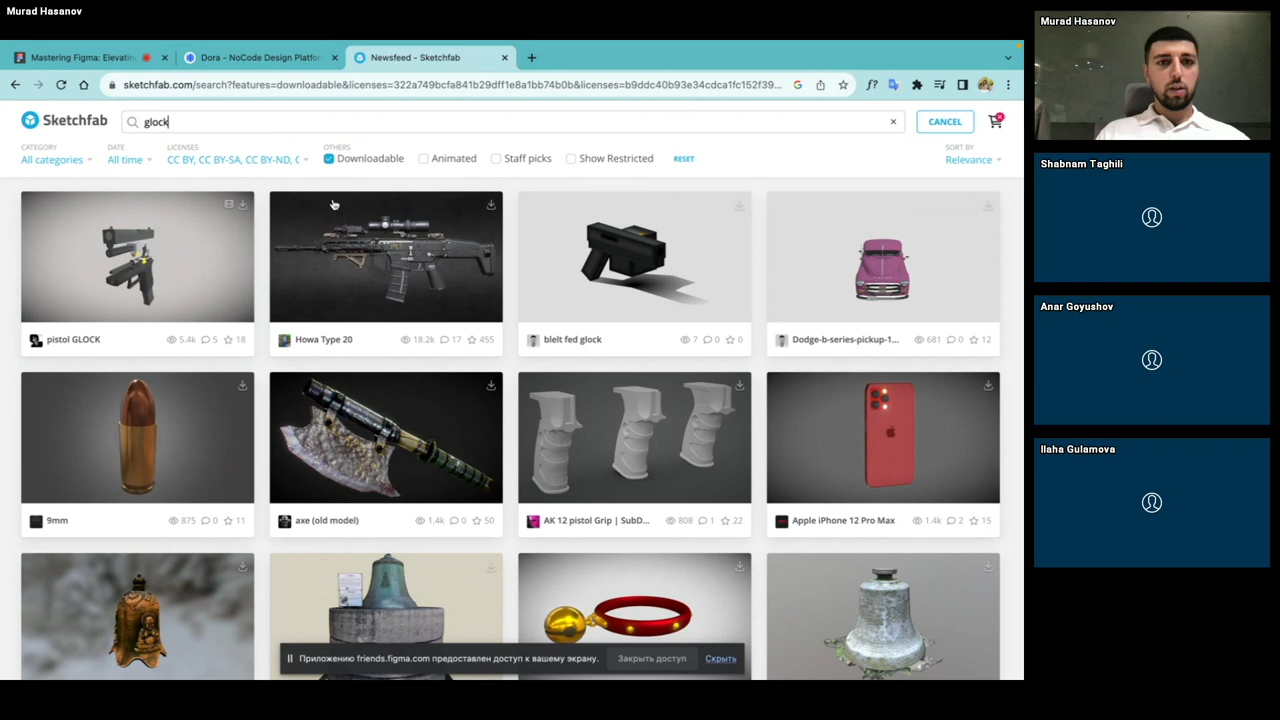 Murad Hasanov
Murad Hasanov
Mastering Figma: Elevatin
Dora - NoCode Design Platfor
Newsfeed - Sketchfab
sketchfab.com/search?features=downloadable&licenses=322a749bcfa841b29dff1e8a1bb74b0b&licenses=b9ddc40b93e34cdca1fc152f39...
Sketchfab
glock
CANCEL
CATEGORY
All categories
DATE
All time
LICENSES
CC BY, CC BY-SA, CC BY-ND, C
OTHERS
Downloadable
Animated
Staff picks
Show Restricted
RESET
SORT BY
Relevance
pistol GLOCK 5.4k 5 18
Howa Type 20 18.2k 17 455
blelt fed glock 7 0 0
Dodge-b-series-pickup-1... 681 0 12
9mm 875 0 11
axe (old model) 1.4k 0 50
AK 12 pistol Grip | SubD... 808 1 22
Apple iPhone 12 Pro Max 1.4k 2 15
Приложению friends.figma.com предоставлен доступ к вашему экрану.
Закрыть доступ
Скрыть
Shabnam Taghili
Anar Goyushov
Ilaha Gulamova